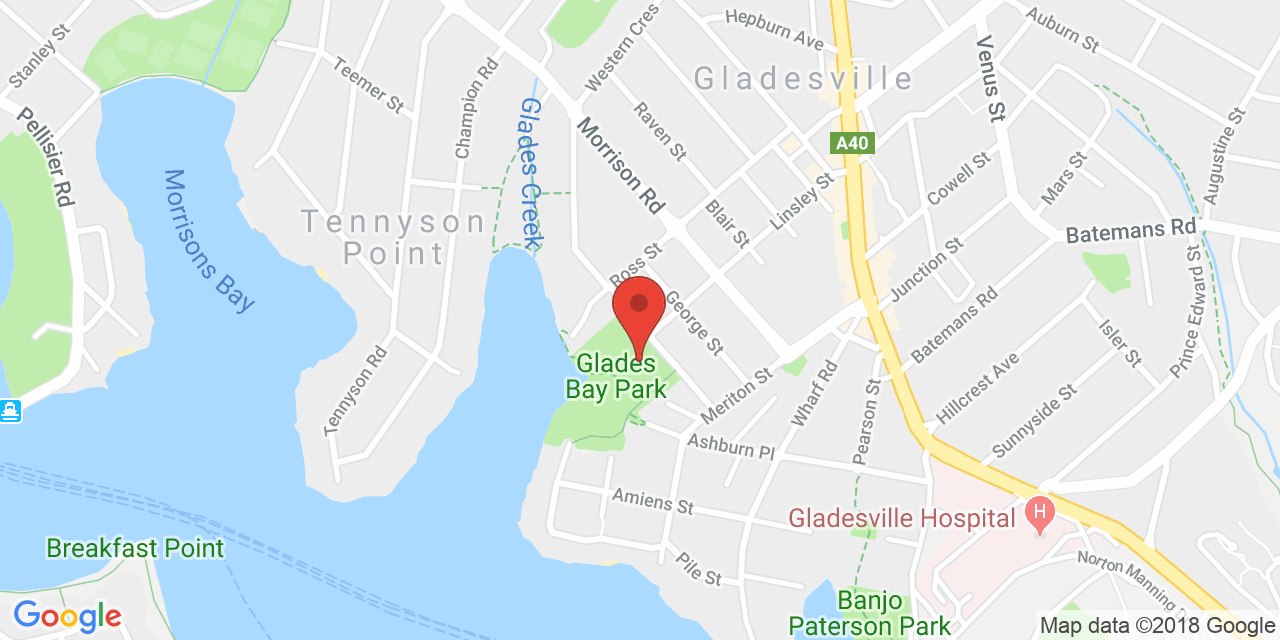 Hepburn Ave
Auburn St
Stanley St
Western Cres
Venus St
Gladesville
Teemer St
Champion Rd
Pellisier Rd
Glades Creek
Raven St
Morrison Rd
A40
Augustine St
Cowell St
Mars St
Morrisons Bay
Tennyson
Point
Blair St
Linsley St
Batemans Rd
Ross St
Junction St
Prince Edward St
George St
Batemans Rd
Isler St
Glades
Bay Park
Tennyson Rd
Meriton St
Wharf Rd
Pearson St
Hillcrest Ave
Sunnyside St
Ashburn Pl
Amiens St
Gladesville Hospital
H
Breakfast Point
Pile St
Norton Manning D
Banjo
Paterson Park
Google
Map data ©2018 Google